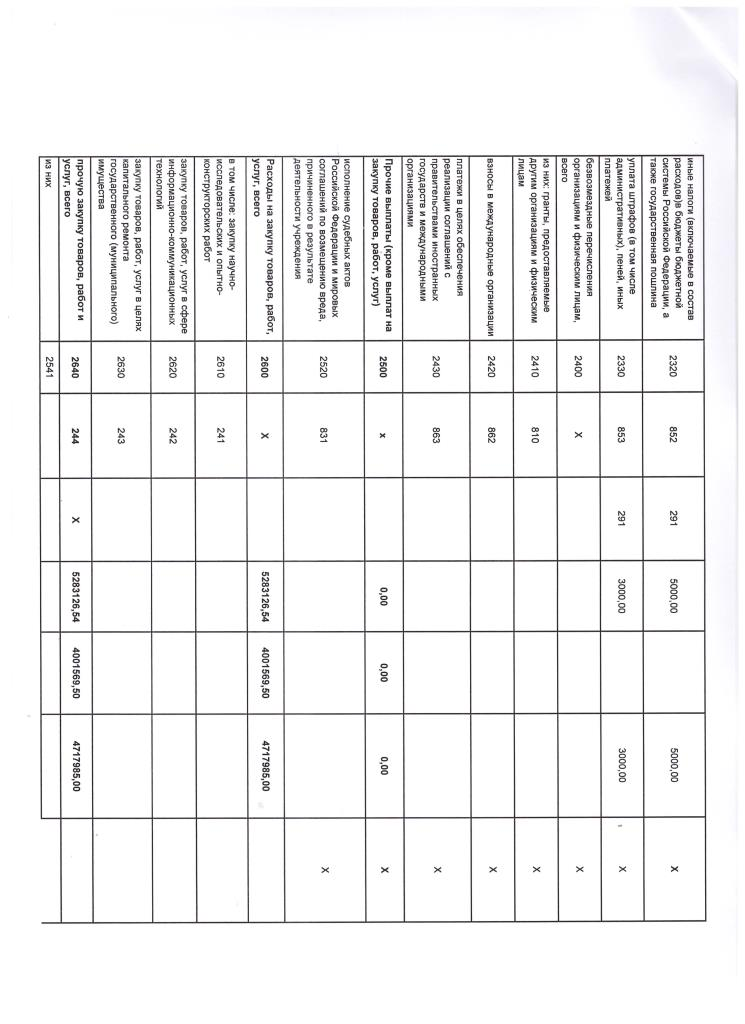 иные налоги (включаемые в состав
расходов)в бюджеты бюджетной
системы Российской Федерации, а
также государственная пошлина
2320
852
291
5000,00
5000,00
X
уплата штрафов (в том числе
административных), пеней, иных
платежей
2330
853
291
3000,00
3000,00
X
безвозмездные перечисления
организациям и физическим лицам,
всего
2400
X
X
из них: гранты, предоставляемые
другим организациям и физическим
лицам
2410
810
X
взносы в международные организации
2420
862
X
платежи в целях обеспечения
реализации соглашений с
правительствами иностранных
государств и международными
организациями
2430
863
X
Прочие выплаты (кроме выплат на
закупку товаров, работ, услуг)
2500
x
0,00
0,00
0,00
X
исполнение судебных актов
Российской Федерации и мировых
соглашений по возмещению вреда,
причиненного в результате
деятельности учреждения
2520
831
X
Расходы на закупку товаров, работ,
услуг, всего
2600
X
5283126,54
4001569,50
4717985,00
в том числе: закупку научно-
исследовательских и опытно-
конструкторских работ
2610
241
закупку товаров, работ, услуг в сфере
информационно-коммуникационных
технологий
2620
242
закупку товаров, работ, услуг в целях
капитального ремонта
государственного (муниципального)
имущества
2630
243
прочую закупку товаров, работ и
услуг, всего
2640
244
X
5283126,54
4001569,50
4717985,00
из них
2541